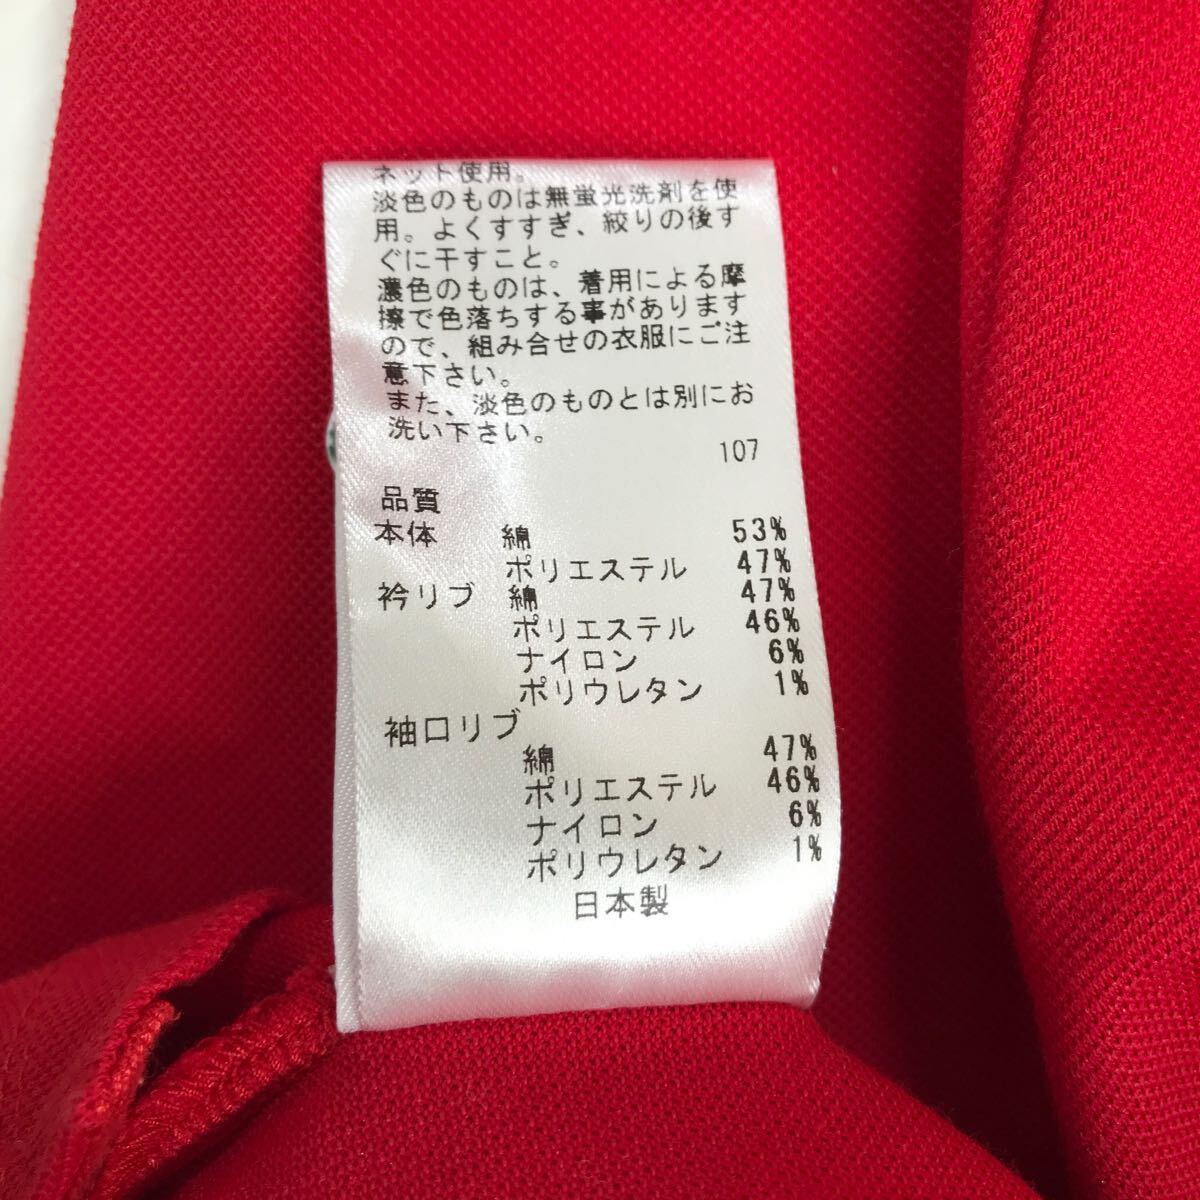 ネット使用。
淡色のものは無蛍光洗剤を使
用。よくすすぎ、絞りの後す
ぐに干すこと。
濃色のものは、着用による摩
擦で色落ちする事があります
ので、組み合せの衣服にご注
意下さい。
また、淡色のものとは別にお
洗い下さい。
107
品質
本体 綿 53%
ポリエステル 47%
衿リブ 綿 47%
ポリエステル 46%
ナイロン 6%
ポリウレタン 1%
袖口リブ
綿 47%
ポリエステル 46%
ナイロン 6%
ポリウレタン 1%
日本製